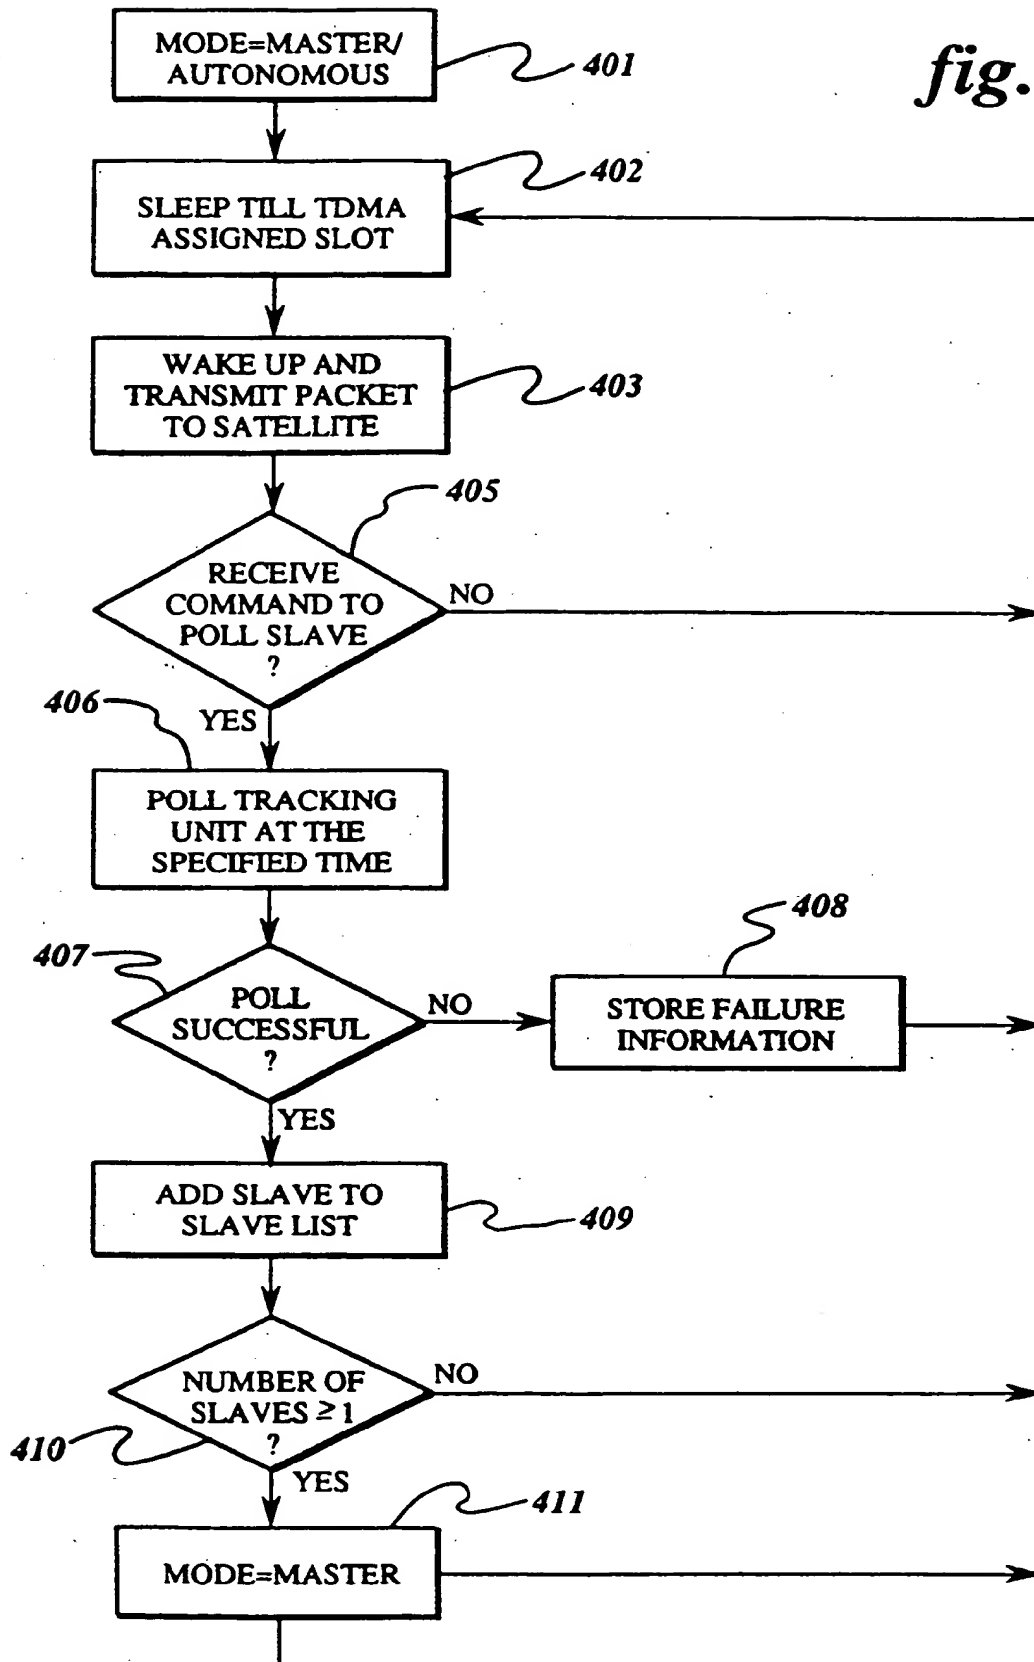 MODE=MASTER/
AUTONOMOUS
401
fig.
402
SLEEP TILL TDMA
ASSIGNED SLOT
WAKE UP AND
TRANSMIT PACKET
TO SATELLITE
403
405
RECEIVE
COMMAND TO
POLL SLAVE
?
NO
406
YES
POLL TRACKING
UNIT AT THE
SPECIFIED TIME
408
407
POLL
SUCCESSFUL
?
NO
STORE FAILURE
INFORMATION
YES
ADD SLAVE TO
SLAVE LIST
409
NUMBER OF
SLAVES ≥ 1
?
NO
410
YES
411
MODE=MASTER